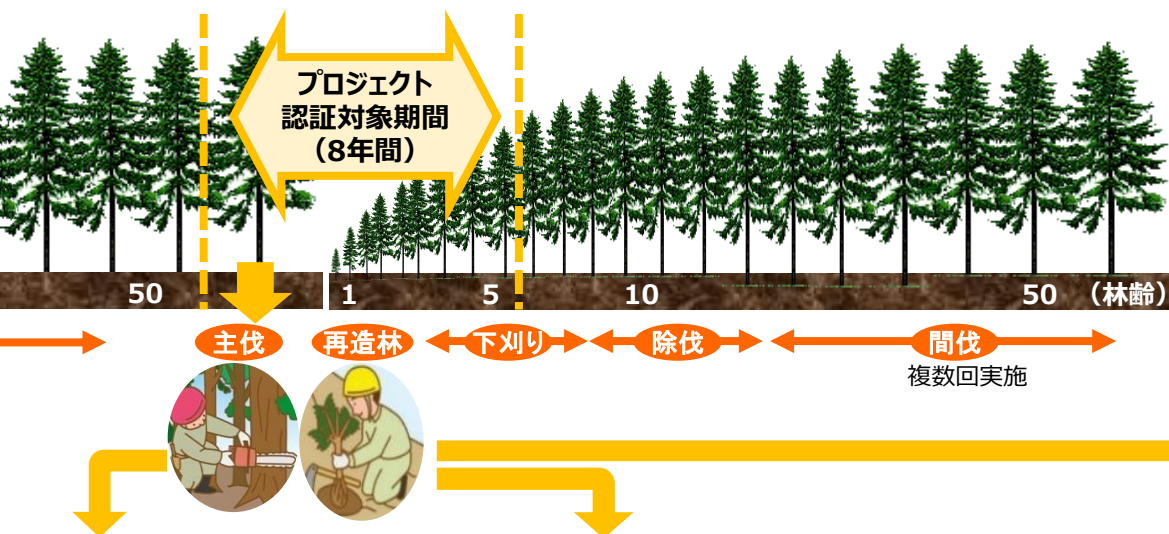 プロジェクト
認証対象期間
（8年間）
50 1 5 10 50 （林齢）
主伐 再造林 下刈り 除伐 間伐
複数回実施